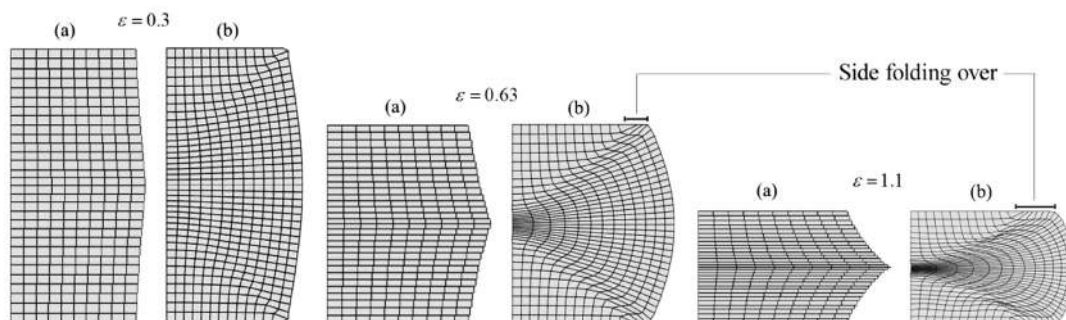 (a) ε = 0.3 (b)
Side folding over
(a) ε = 0.63 (b)
(a) ε = 1.1 (b)